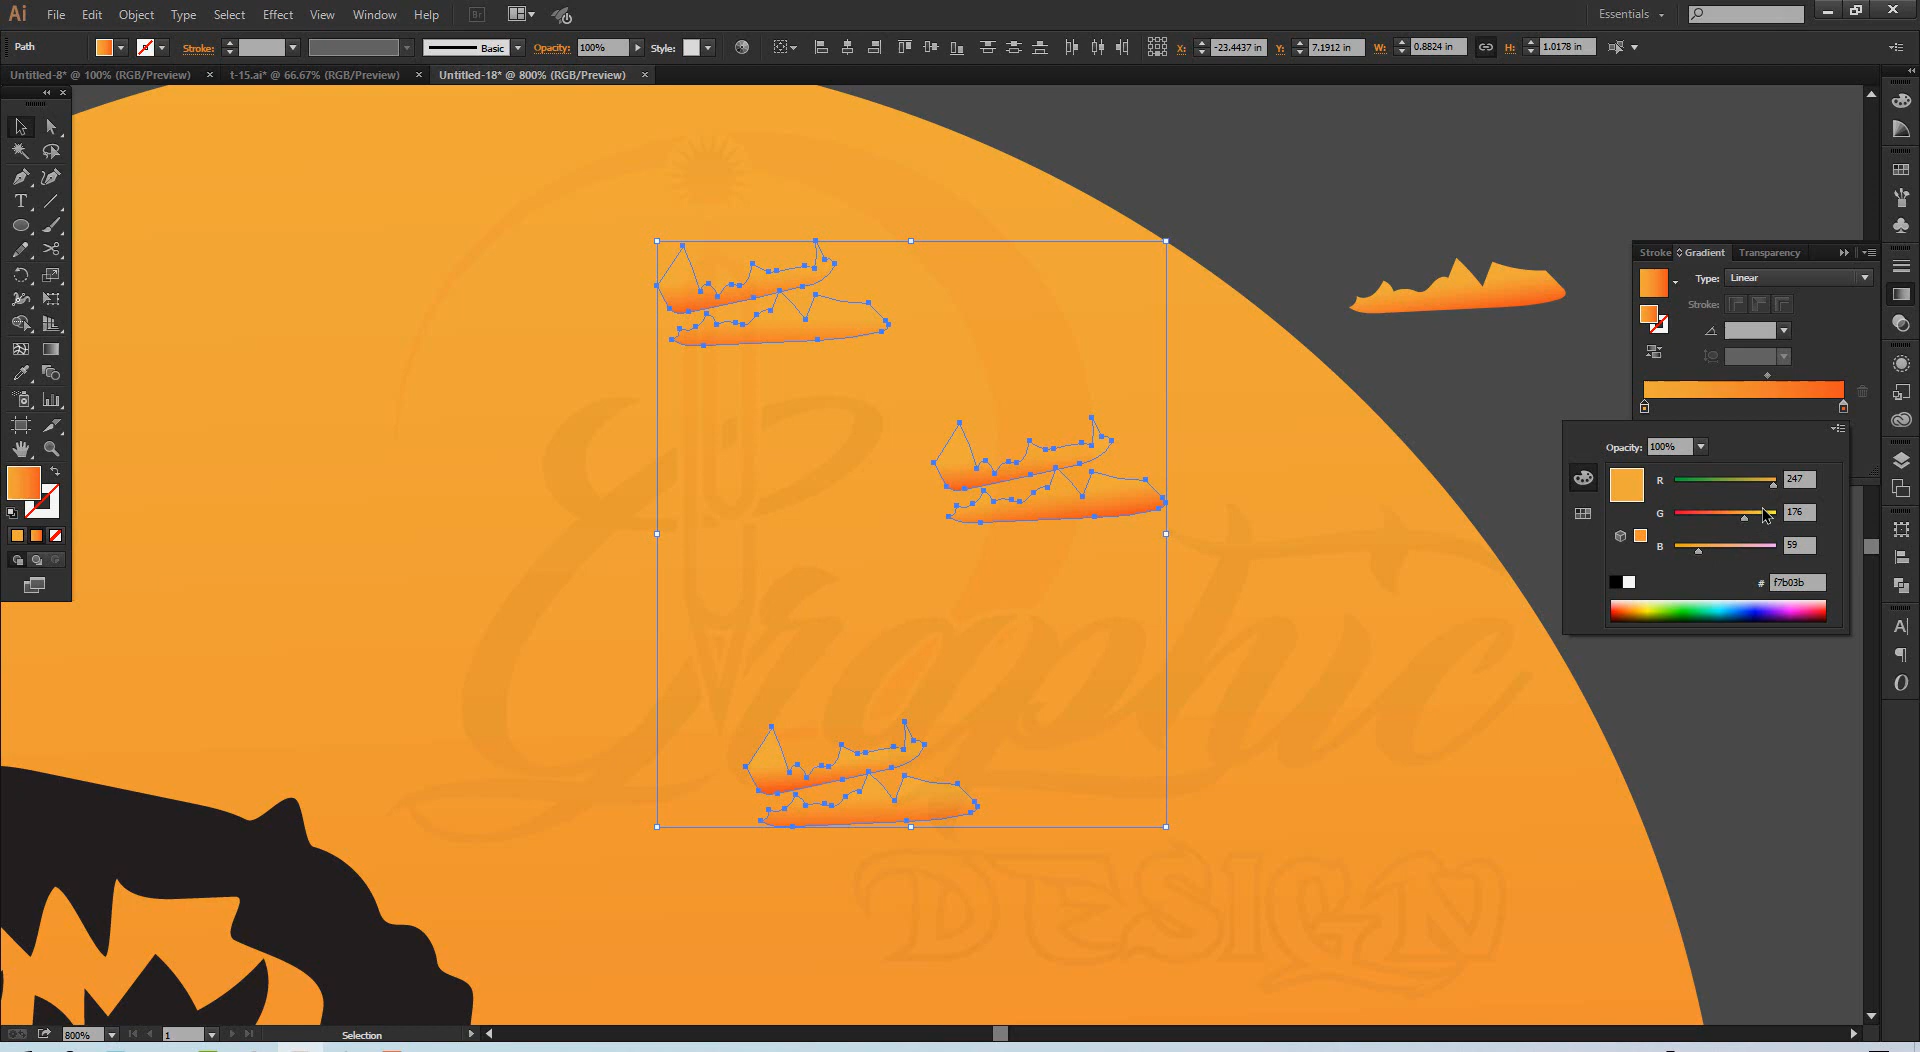 Ai File Edit Object Type Select Effect View Window Help Br Essentials
Path Stroke: Basic Opacity: 100% Style: X: -23.4437 in Y: 7.1912 in W: 0.8824 in H: 1.0178 in
Untitled-8* @ 100% (RGB/Preview) × t-15.ai* @ 66.67% (RGB/Preview) × Untitled-18* @ 800% (RGB/Preview) ×
Stroke Gradient Transparency
Type: Linear
Stroke:
Opacity: 100%
R 247
G 176
B 59
# f7b03b
Graphic
DESIGN
800% 1 Selection